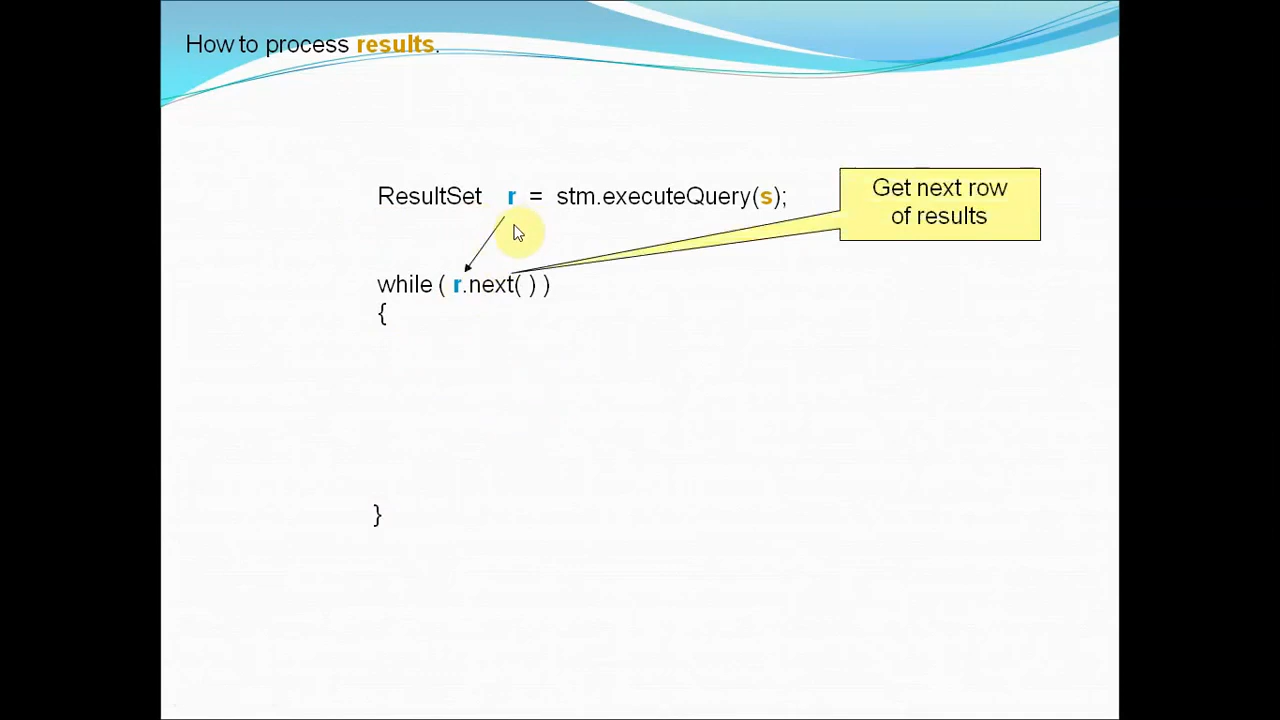 How to process results.
ResultSet r = stm.executeQuery(s);
Get next row
of results
while ( r.next( ) )
{
}